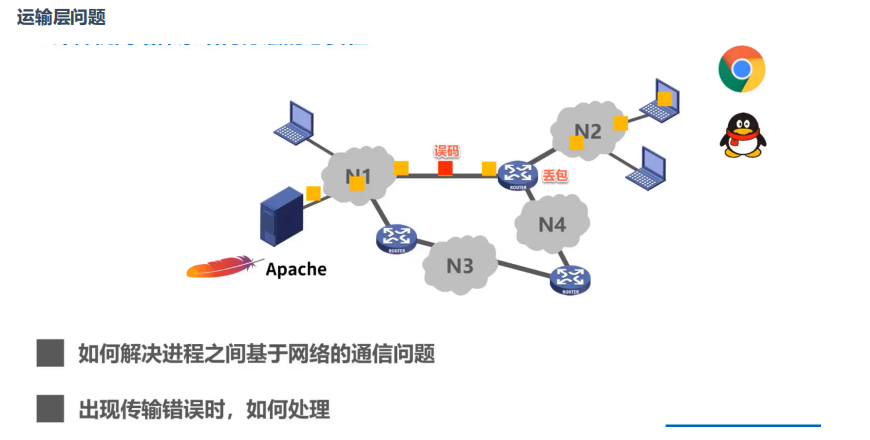 运输层问题
误码
N2
N1
丢包
ROUTER
N4
ROUTER
Apache
N3
ROUTER
如何解决进程之间基于网络的通信问题
出现传输错误时，如何处理